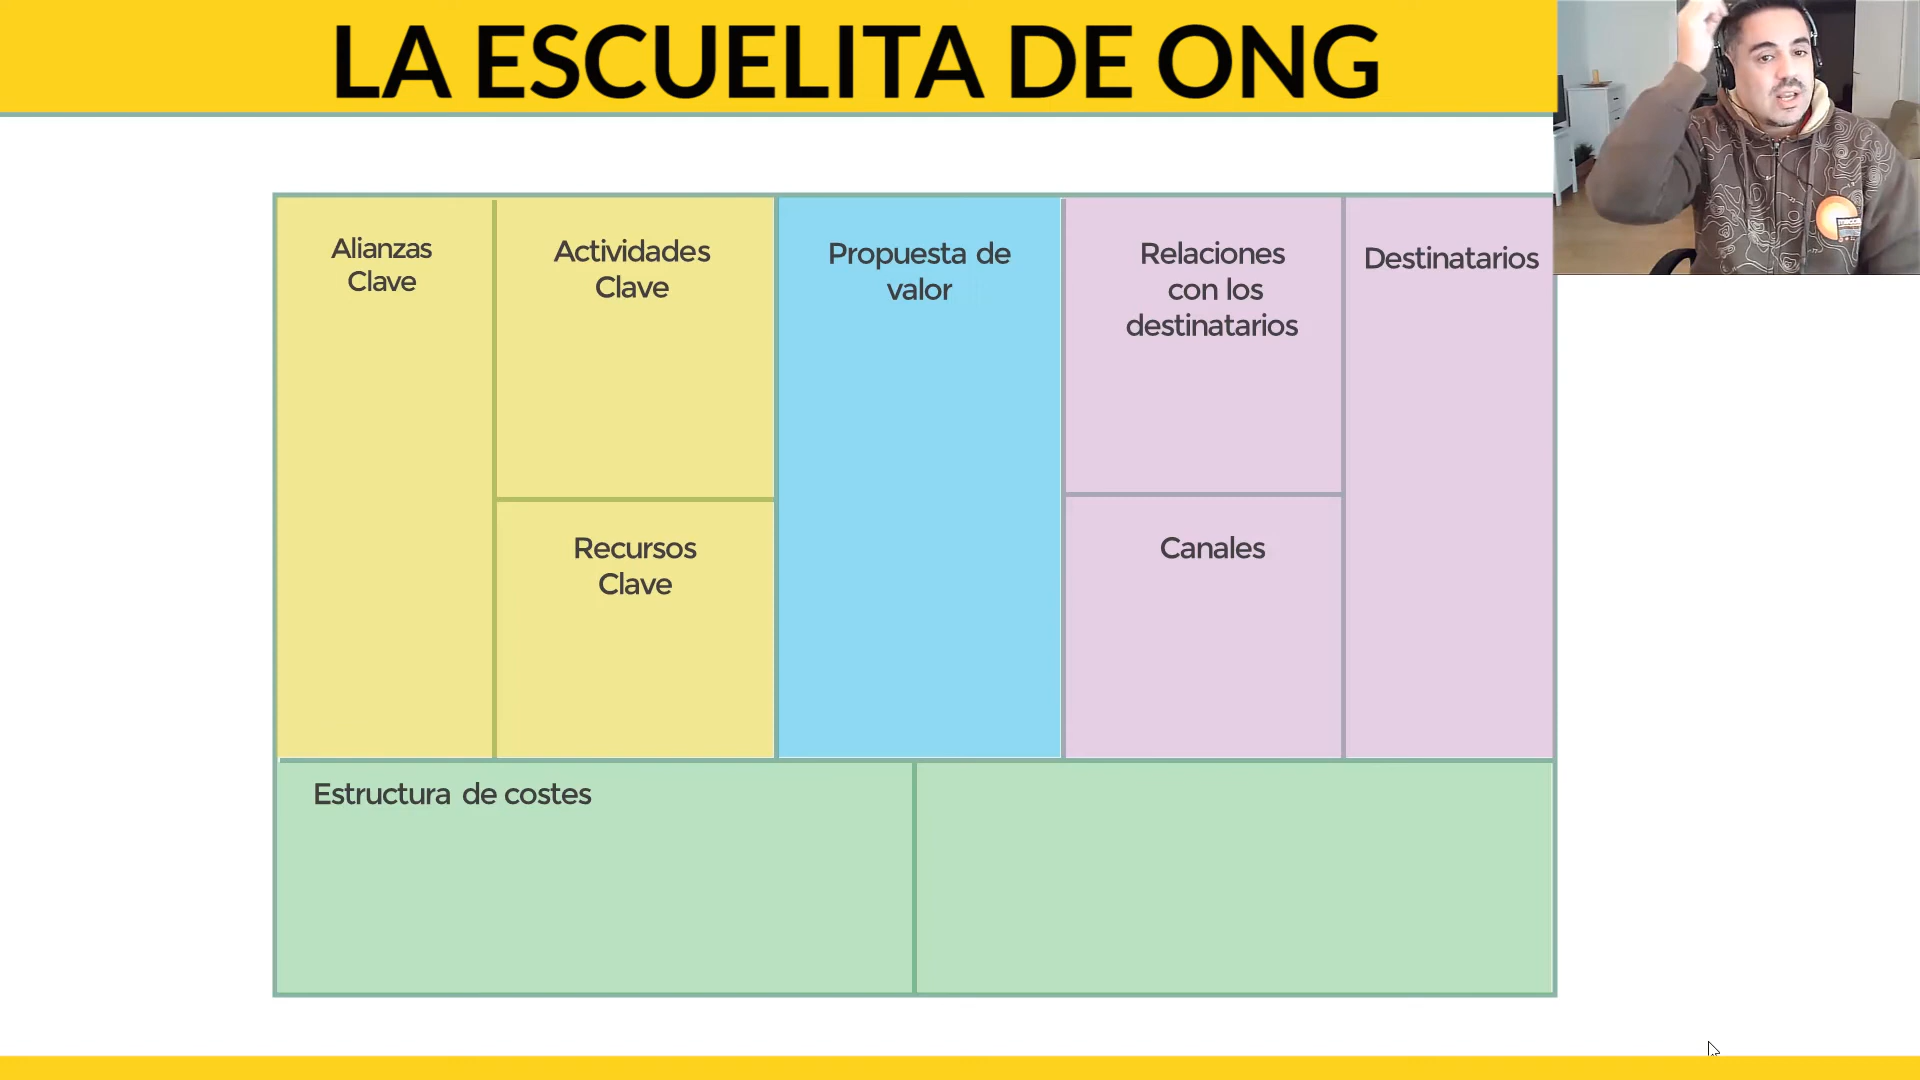 LA ESCUELITA DE ONG
Alianzas
Clave
Actividades
Clave
Recursos
Clave
Propuesta de
valor
Relaciones
con los
destinatarios
Canales
Destinatarios
Estructura de costes